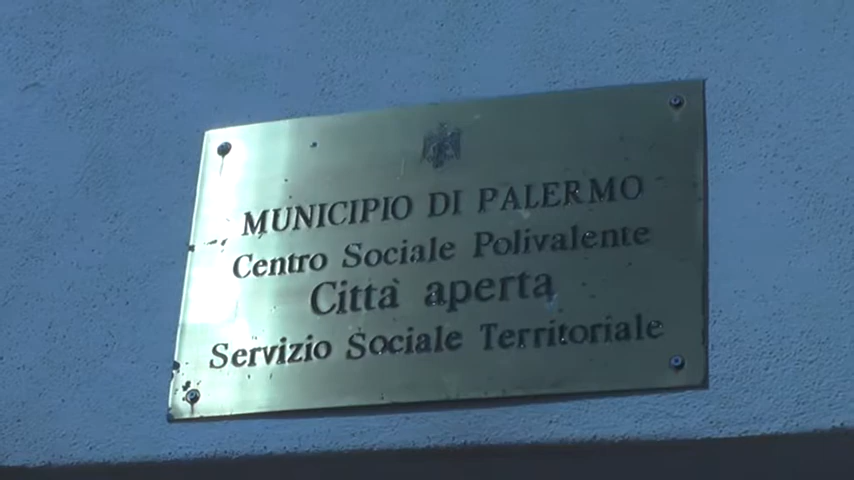 MUNICIPIO DI PALERMO
Centro Sociale Polivalente
Città aperta
Servizio Sociale Territoriale